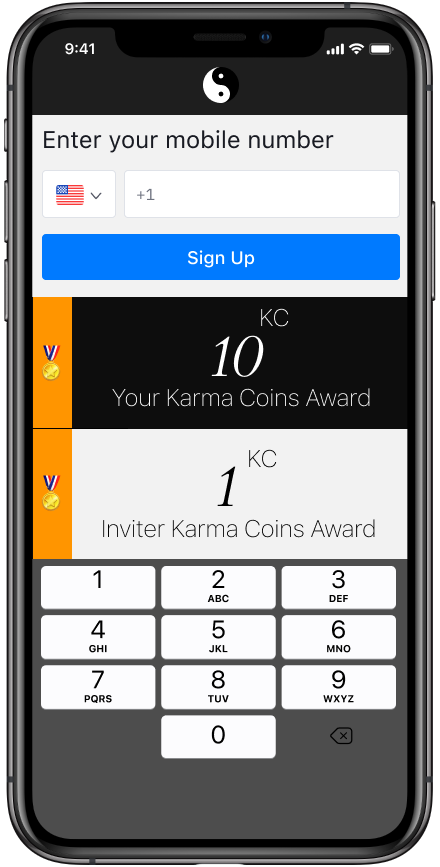 9:41
Enter your mobile number
+1
Sign Up
KC
10
Your Karma Coins Award
KC
1
Inviter Karma Coins Award
1 2 3
ABC DEF
4 5 6
GHI JKL MNO
7 8 9
PQRS TUV WXYZ
0